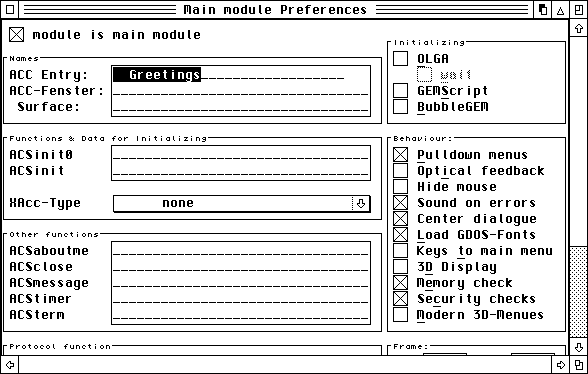 Main module Preferences
module is main module
Names
ACC Entry: Greetings
ACC-Fenster:
Surface:
Functions & Data for Initializing
ACSinit0
ACSinit
XAcc-Type none
Other functions
ACSaboutme
ACSclose
ACSmessage
ACStimer
ACSterm
Protocol function
Initializing
OLGA
wait
GEMScript
BubbleGEM
Behaviour:
Pulldown menus
Optical feedback
Hide mouse
Sound on errors
Center dialogue
Load GDOS-Fonts
Keys to main menu
3D Display
Memory check
Security checks
Modern 3D-Menues
Frame: